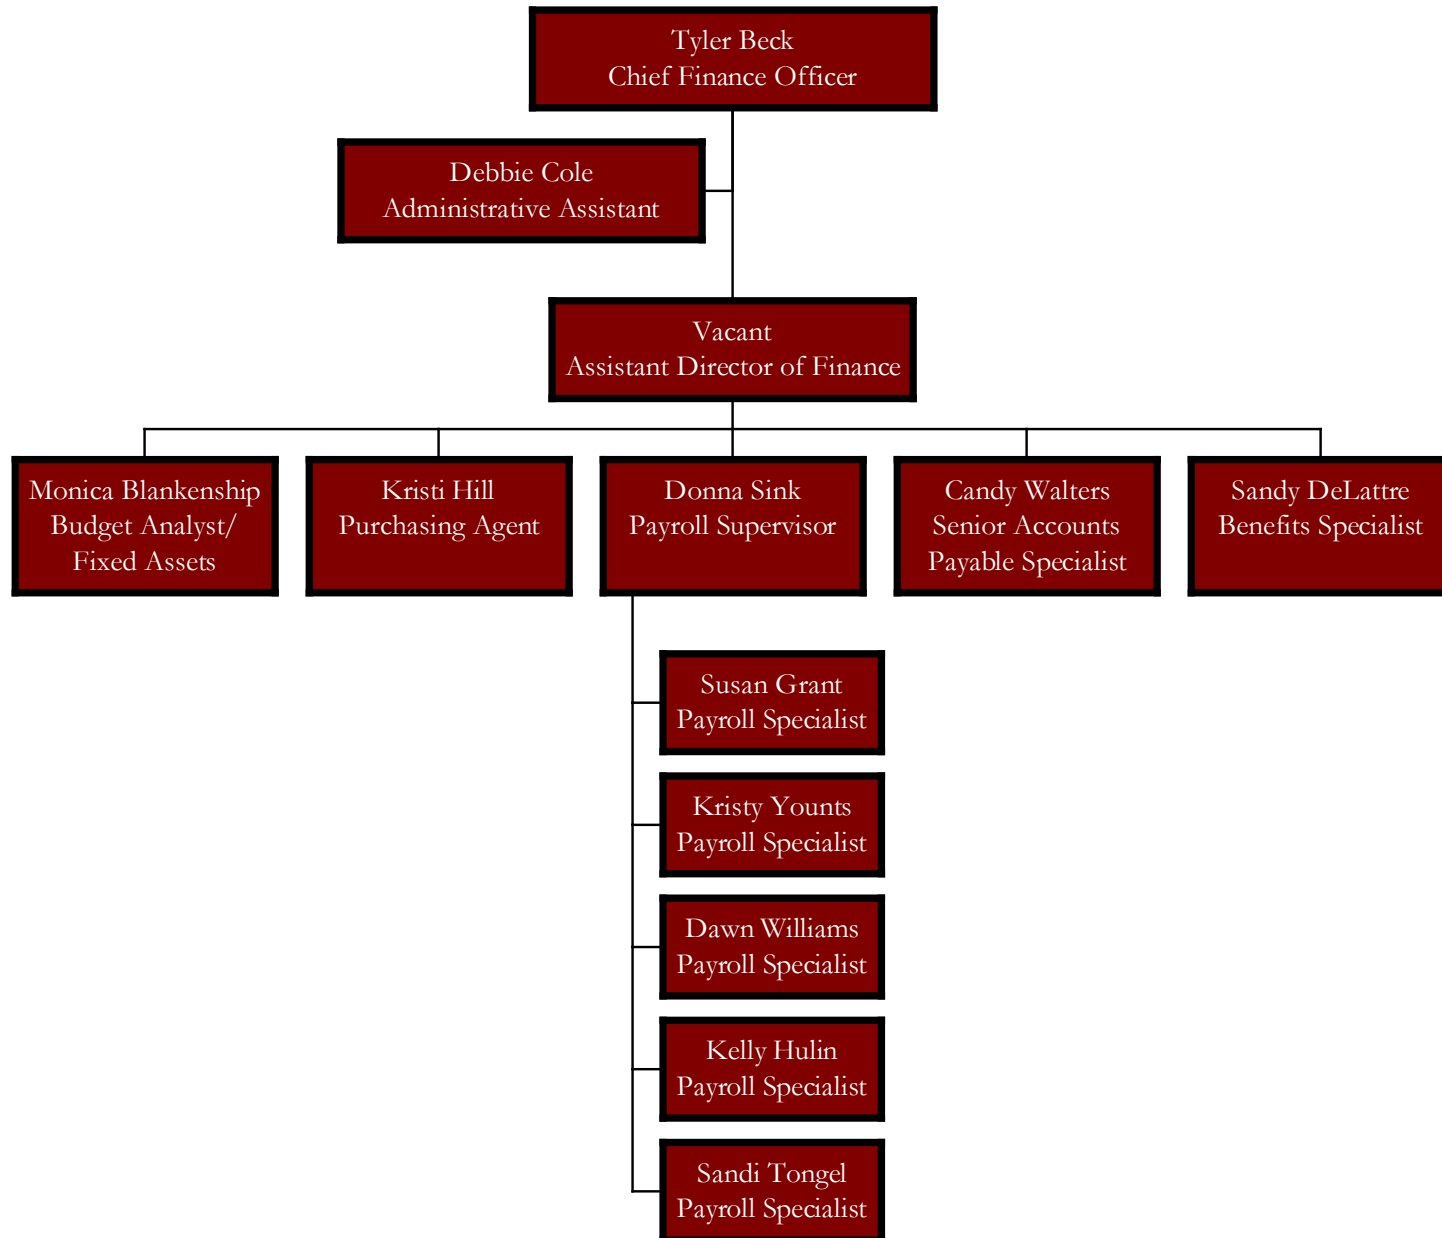 Tyler Beck
Chief Finance Officer
Debbie Cole
Administrative Assistant
Vacant
Assistant Director of Finance
Monica Blankenship
Budget Analyst/
Fixed Assets
Kristi Hill
Purchasing Agent
Donna Sink
Payroll Supervisor
Candy Walters
Senior Accounts
Payable Specialist
Sandy DeLattre
Benefits Specialist
Susan Grant
Payroll Specialist
Kristy Younts
Payroll Specialist
Dawn Williams
Payroll Specialist
Kelly Hulin
Payroll Specialist
Sandi Tongel
Payroll Specialist